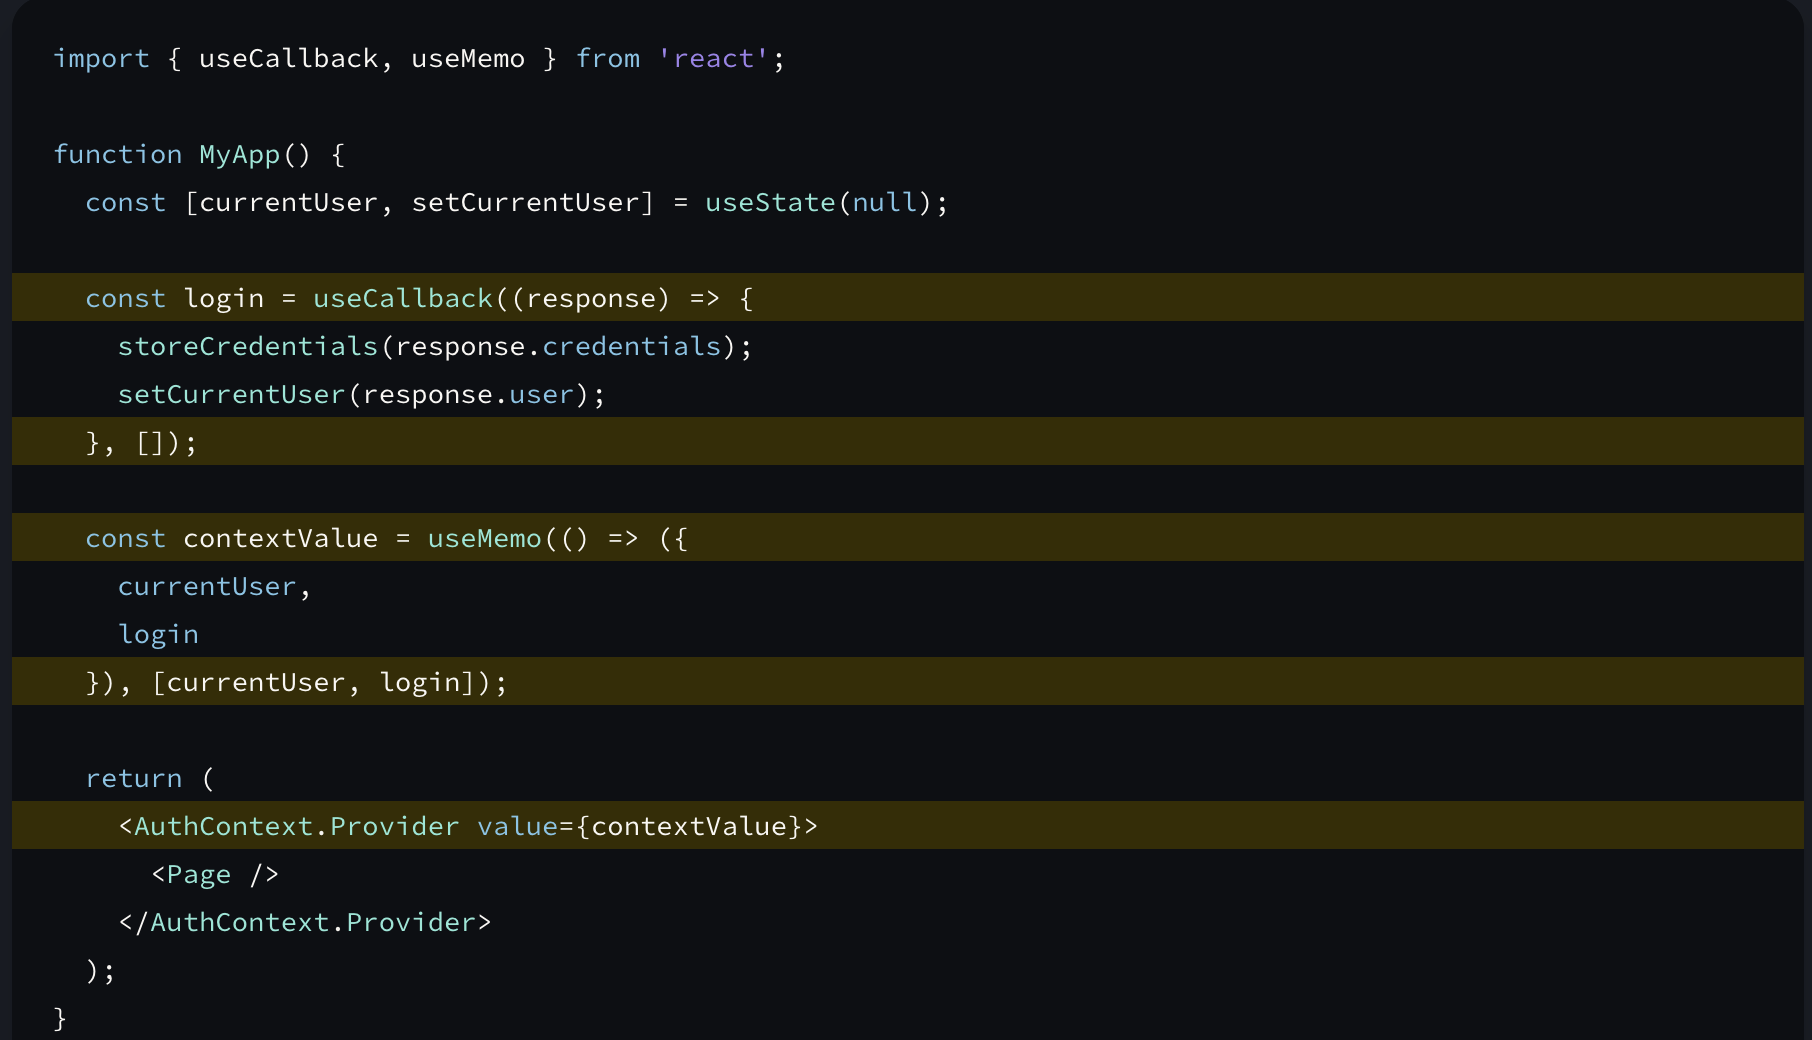 import { useCallback, useMemo } from 'react';
function MyApp() {
const [currentUser, setCurrentUser] = useState(null);
const login = useCallback((response) => {
storeCredentials(response.credentials);
setCurrentUser(response.user);
}, []);
const contextValue = useMemo(() => ({
currentUser,
login
}), [currentUser, login]);
return (
<AuthContext.Provider value={contextValue}>
<Page />
</AuthContext.Provider>
);
}